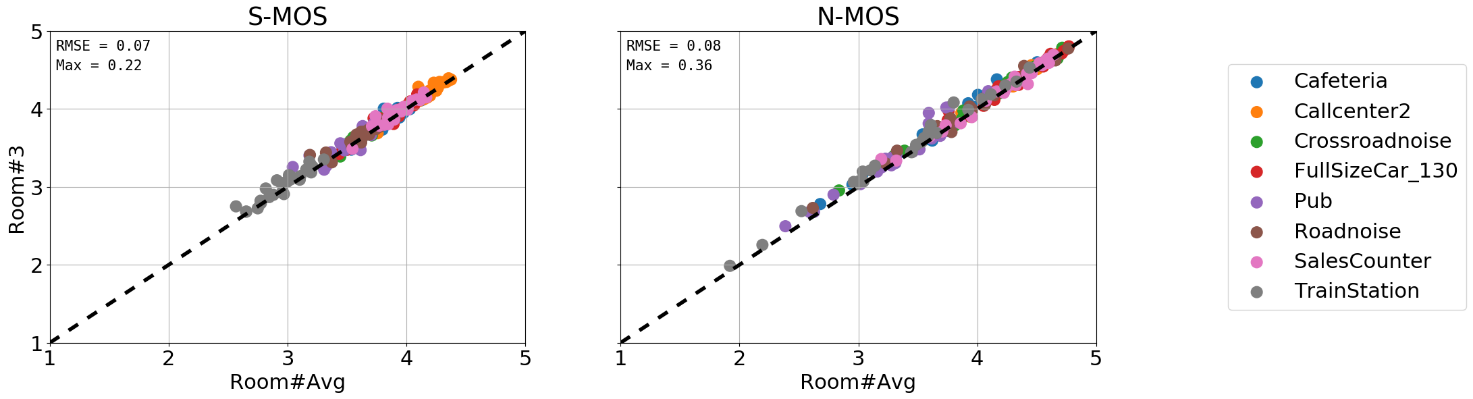 S-MOS
N-MOS
RMSE = 0.07
Max = 0.22
RMSE = 0.08
Max = 0.36
5
4
3
2
1
Room#3
1 2 3 4 5
1 2 3 4 5
Room#Avg
Room#Avg
Cafeteria
Callcenter2
Crossroadnoise
FullSizeCar_130
Pub
Roadnoise
SalesCounter
TrainStation